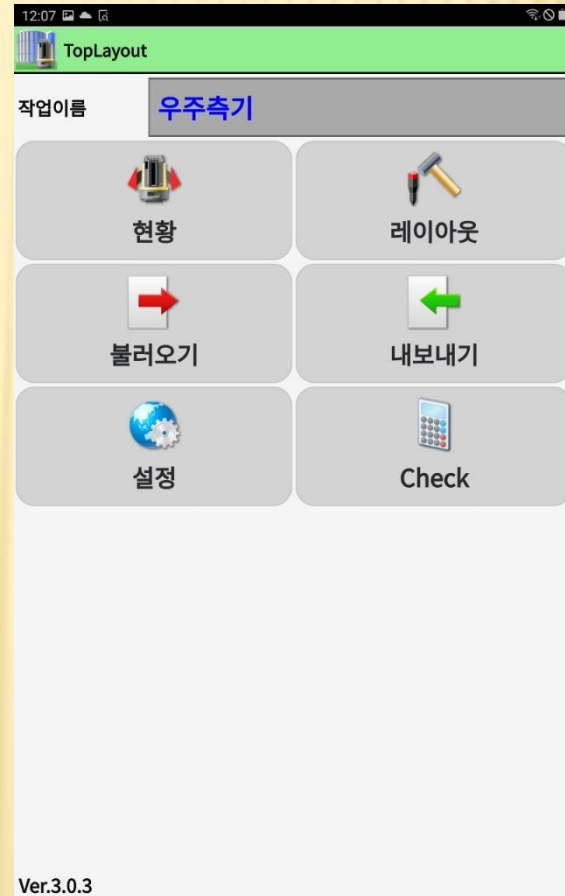 12:07
TopLayout
작업이름 우주측기
현황 레이아웃
불러오기 내보내기
설정 Check
Ver.3.0.3